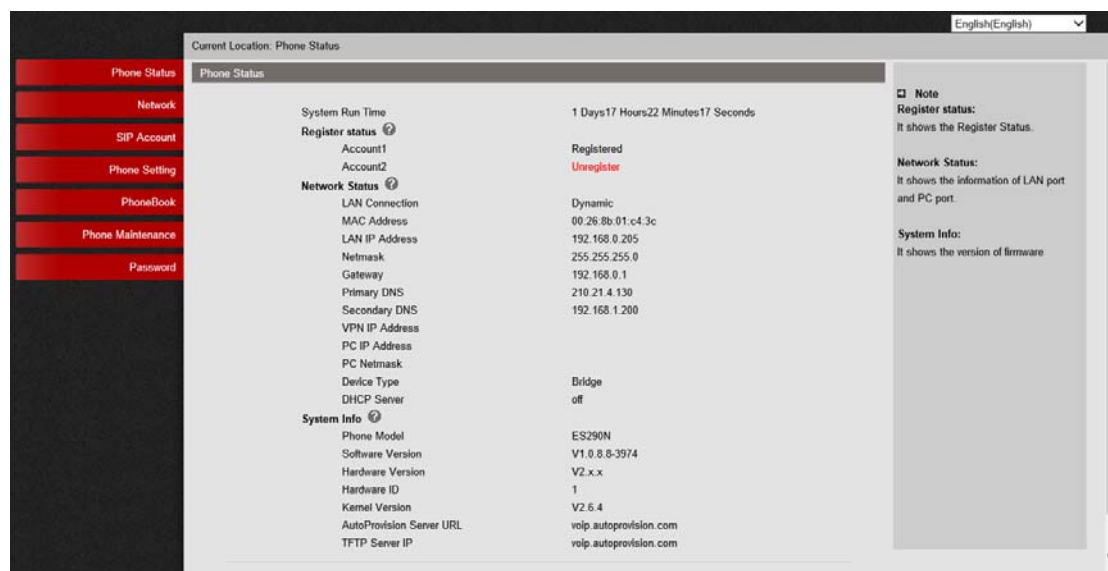 English(English)
Current Location: Phone Status
Phone Status
Network
SIP Account
Phone Setting
PhoneBook
Phone Maintenance
Password
Phone Status
System Run Time 1 Days17 Hours22 Minutes17 Seconds
Register status
Account1 Registered
Account2 Unregister
Network Status
LAN Connection Dynamic
MAC Address 00:26:8b:01:c4:3c
LAN IP Address 192.168.0.205
Netmask 255.255.255.0
Gateway 192.168.0.1
Primary DNS 210.21.4.130
Secondary DNS 192.168.1.200
VPN IP Address
PC IP Address
PC Netmask
Device Type Bridge
DHCP Server off
System Info
Phone Model ES290N
Software Version V1.0.8.8-3974
Hardware Version V2.x.x
Hardware ID 1
Kernel Version V2.6.4
AutoProvision Server URL voip.autoprovision.com
TFTP Server IP voip.autoprovision.com
Note
Register status:
It shows the Register Status.
Network Status:
It shows the information of LAN port
and PC port.
System Info:
It shows the version of firmware